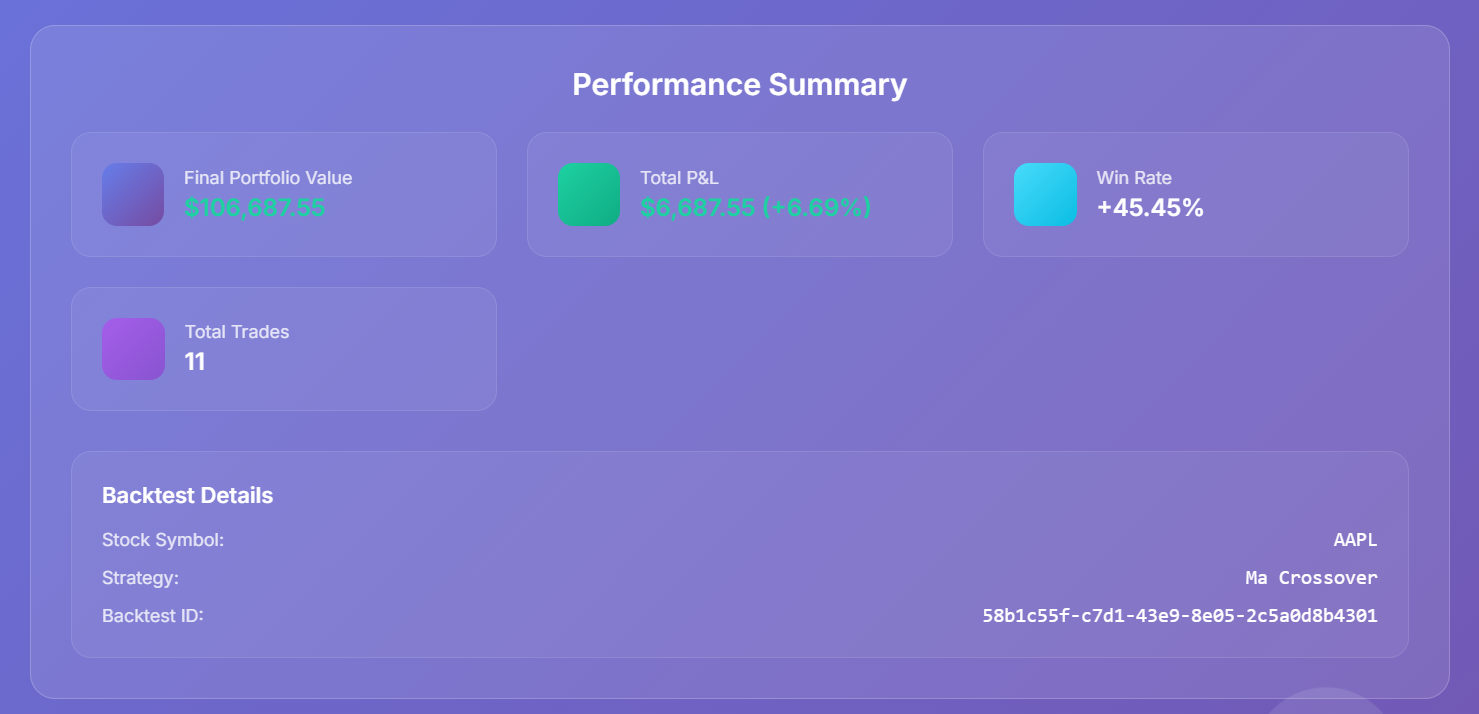 Performance Summary
Final Portfolio Value
$106,687.55
Total P&L
$6,687.55 (+6.69%)
Win Rate
+45.45%
Total Trades
11
Backtest Details
Stock Symbol: AAPL
Strategy: Ma Crossover
Backtest ID: 58b1c55f-c7d1-43e9-8e05-2c5a0d8b4301